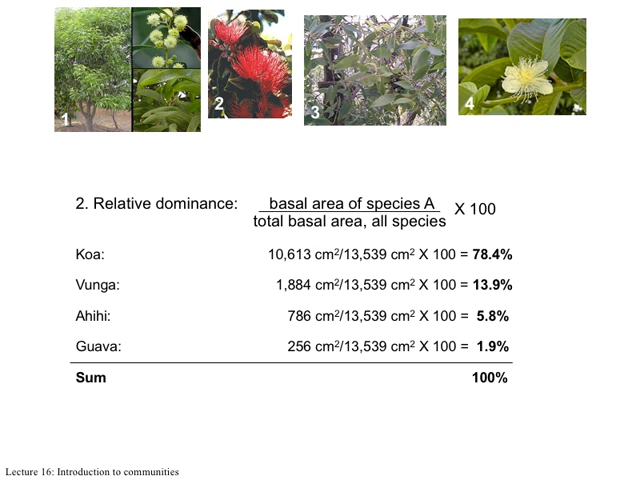 1
2
3
4
2. Relative dominance: basal area of species A X 100
total basal area, all species
Koa: 10,613 cm²/13,539 cm² X 100 = 78.4%
Vunga: 1,884 cm²/13,539 cm² X 100 = 13.9%
Ahihi: 786 cm²/13,539 cm² X 100 = 5.8%
Guava: 256 cm²/13,539 cm² X 100 = 1.9%
Sum 100%
Lecture 16: Introduction to communities